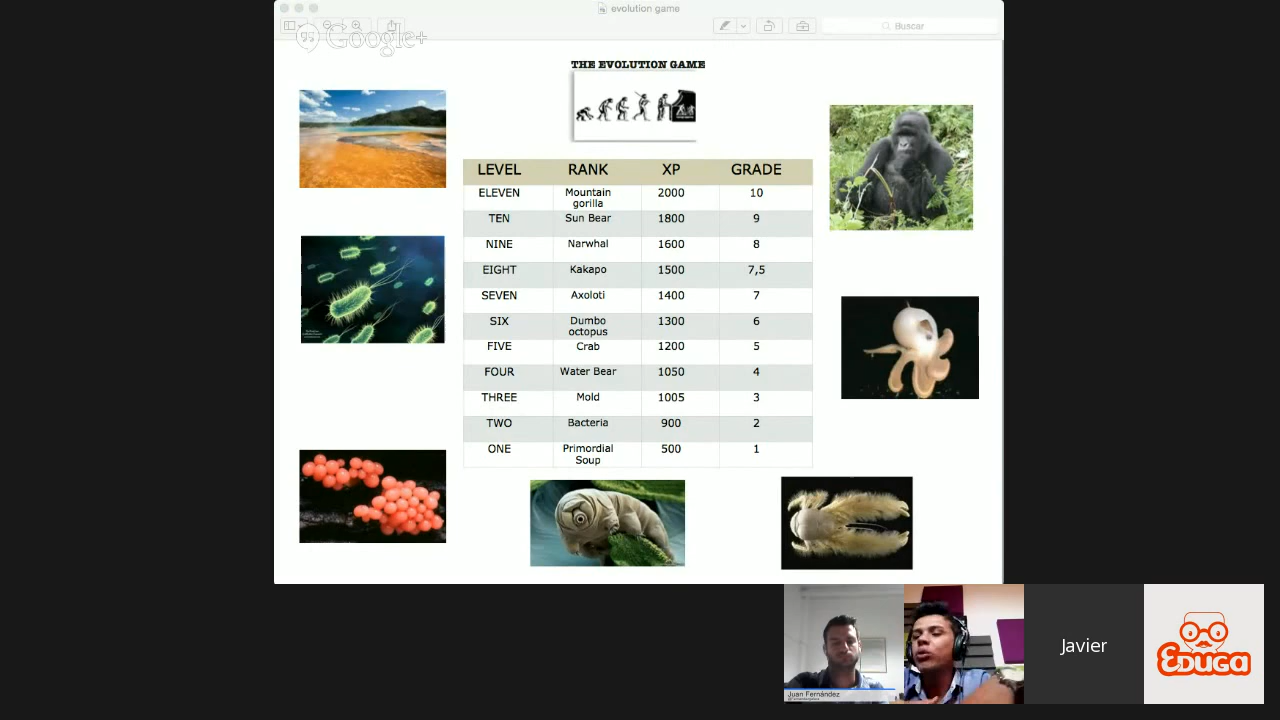 evolution game
Buscar
Google+
THE EVOLUTION GAME
LEVEL RANK XP GRADE
ELEVEN Mountain gorilla 2000 10
TEN Sun Bear 1800 9
NINE Narwhal 1600 8
EIGHT Kakapo 1500 7,5
SEVEN Axoloti 1400 7
SIX Dumbo octopus 1300 6
FIVE Crab 1200 5
FOUR Water Bear 1050 4
THREE Mold 1005 3
TWO Bacteria 900 2
ONE Primordial Soup 500 1
Juan Fernández
Javier
EDUGA